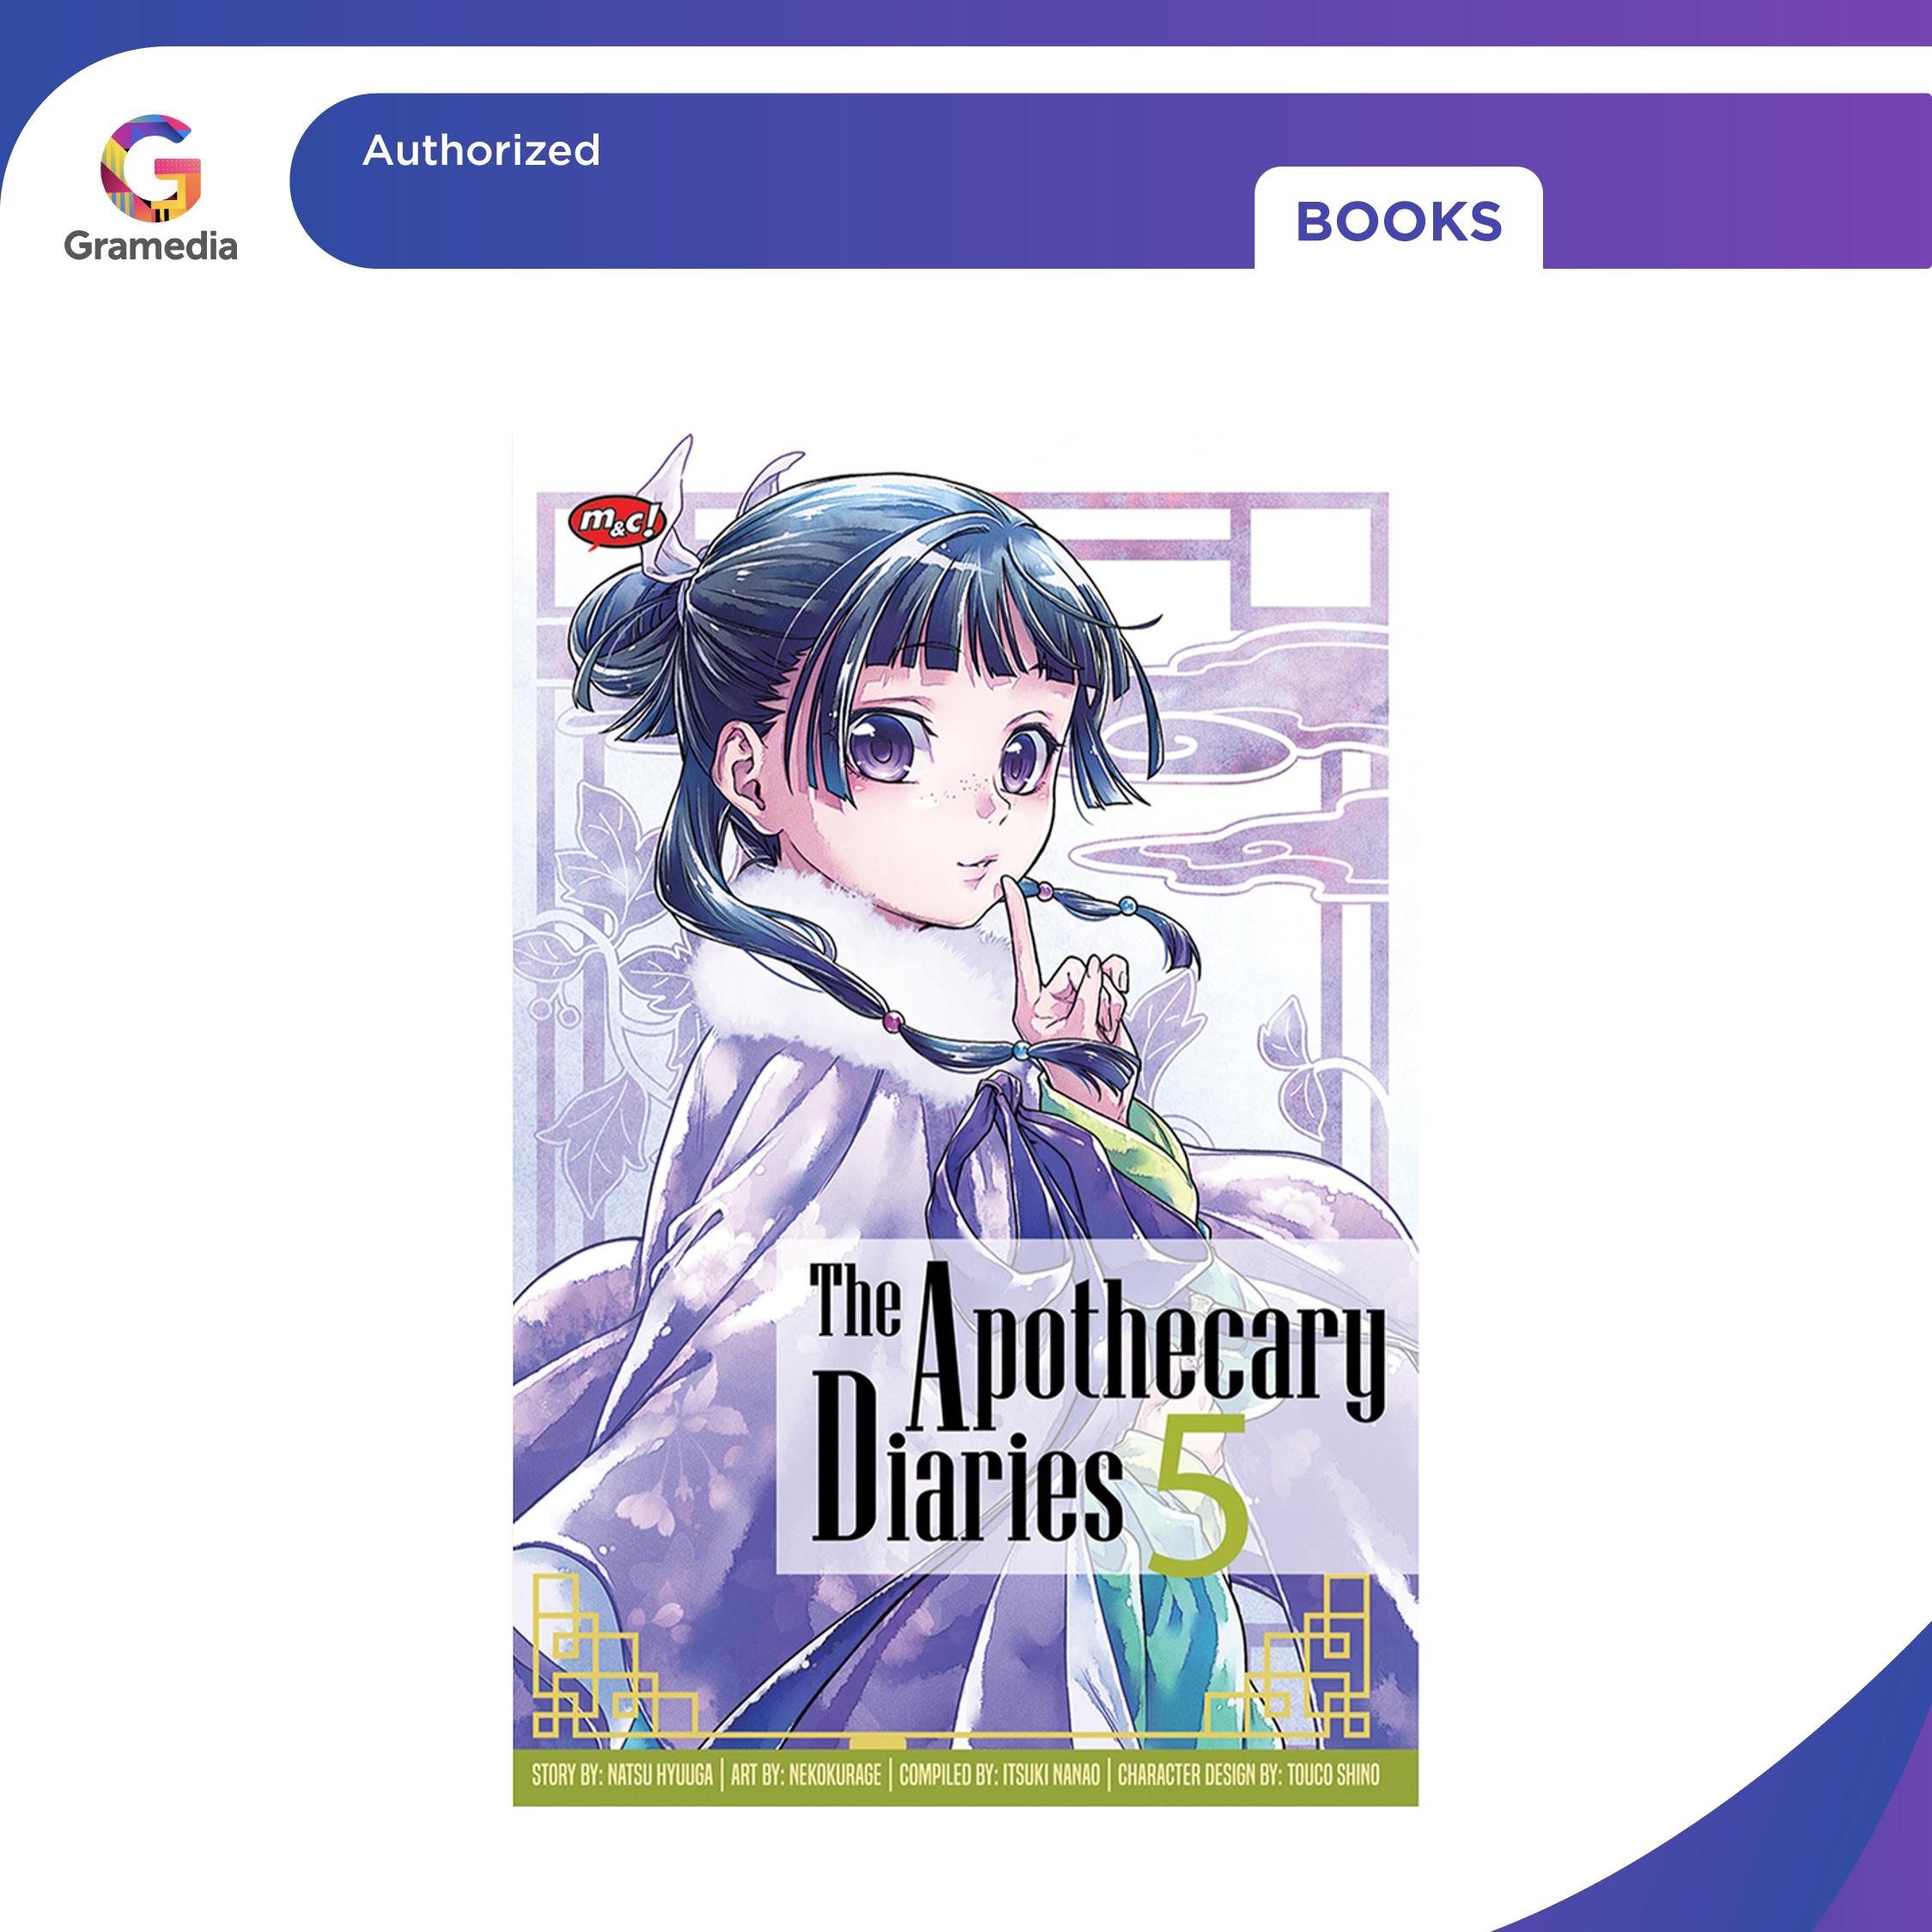 Authorized
Gramedia
BOOKS
m&c!
The Apothecary
Diaries 5
STORY BY: NATSU HYUUGA | ART BY: NEKOKURAGE | COMPILED BY: ITSUKI NANAO | CHARACTER DESIGN BY: TOUCO SHINO